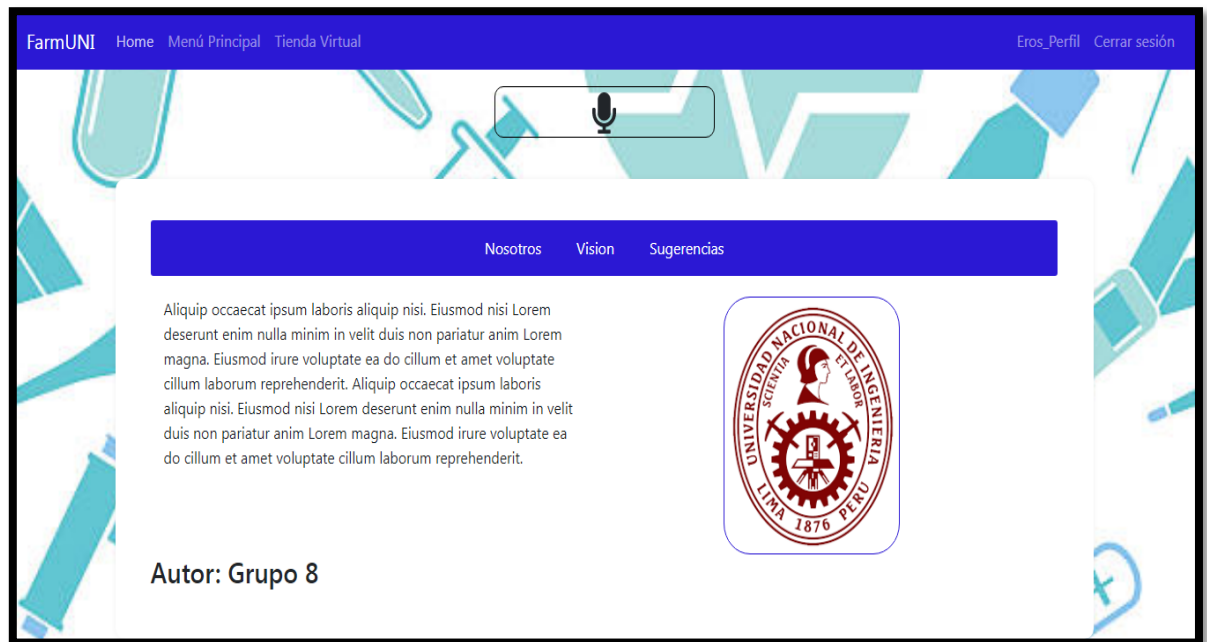 FarmUNI Home Menú Principal Tienda Virtual Eros_Perfil Cerrar sesión
Nosotros Vision Sugerencias
Aliquip occaecat ipsum laboris aliquip nisi. Eiusmod nisi Lorem
deserunt enim nulla minim in velit duis non pariatur anim Lorem
magna. Eiusmod irure voluptate ea do cillum et amet voluptate
cillum laborum reprehenderit. Aliquip occaecat ipsum laboris
aliquip nisi. Eiusmod nisi Lorem deserunt enim nulla minim in velit
duis non pariatur anim Lorem magna. Eiusmod irure voluptate ea
do cillum et amet voluptate cillum laborum reprehenderit.
UNIVERSIDAD NACIONAL DE INGENIERIA
SCIENTIA ET LABOR
LIMA 1876 PERU
Autor: Grupo 8